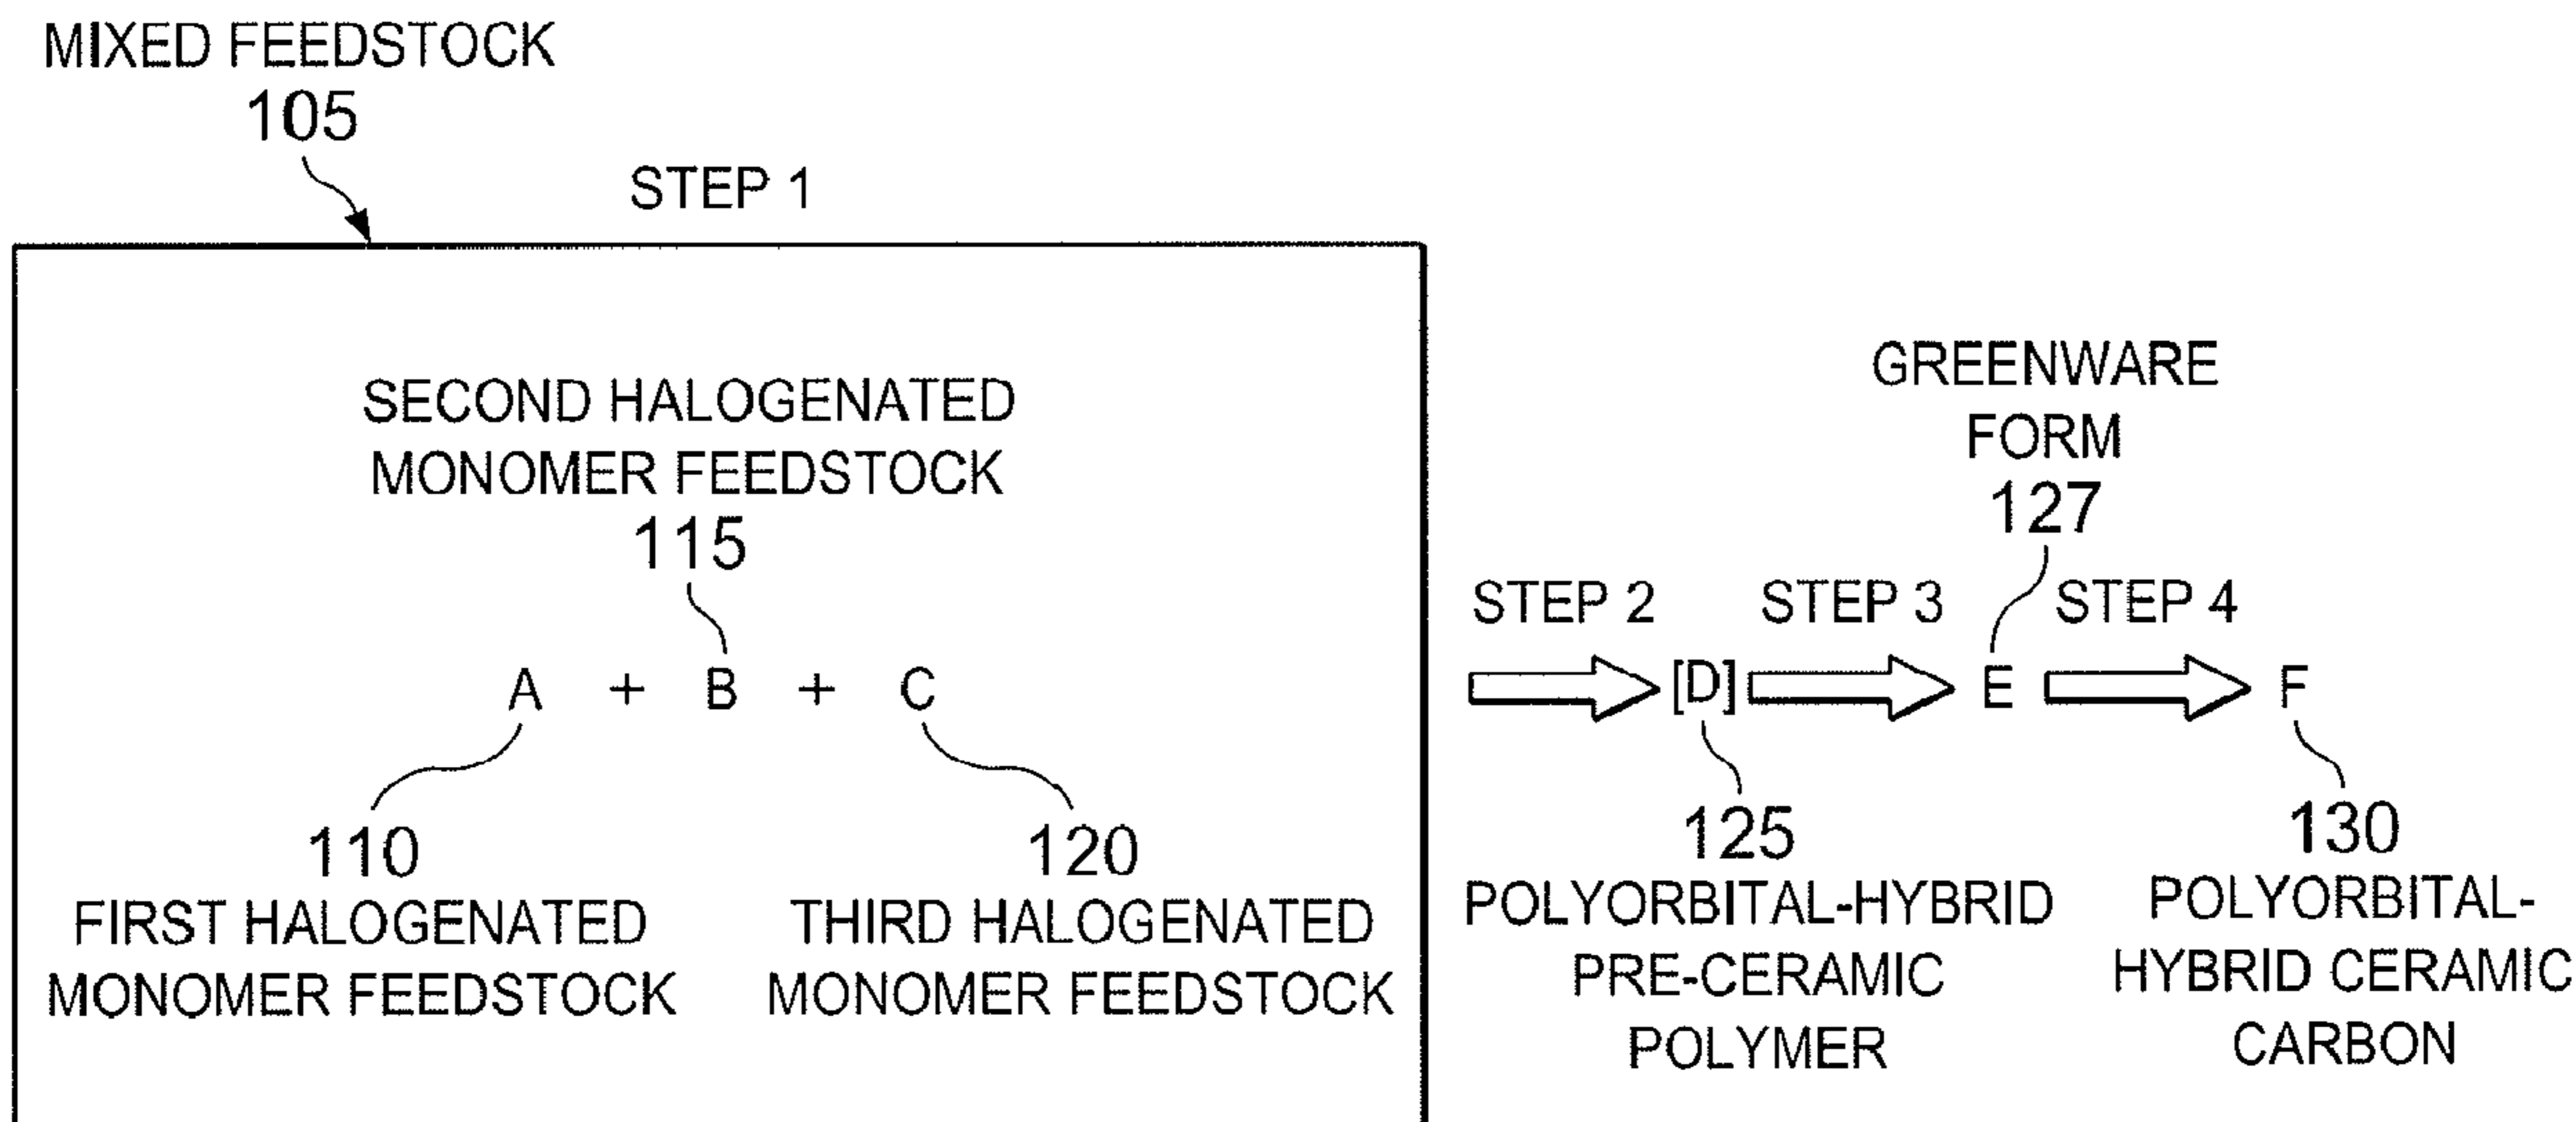 MIXED FEEDSTOCK
105
STEP 1
SECOND HALOGENATED
MONOMER FEEDSTOCK
115
A + B + C
110
FIRST HALOGENATED
MONOMER FEEDSTOCK
120
THIRD HALOGENATED
MONOMER FEEDSTOCK
GREENWARE
FORM
127
STEP 2 STEP 3 STEP 4
[D] E F
125
POLYORBITAL-HYBRID
PRE-CERAMIC
POLYMER
130
POLYORBITAL-
HYBRID CERAMIC
CARBON